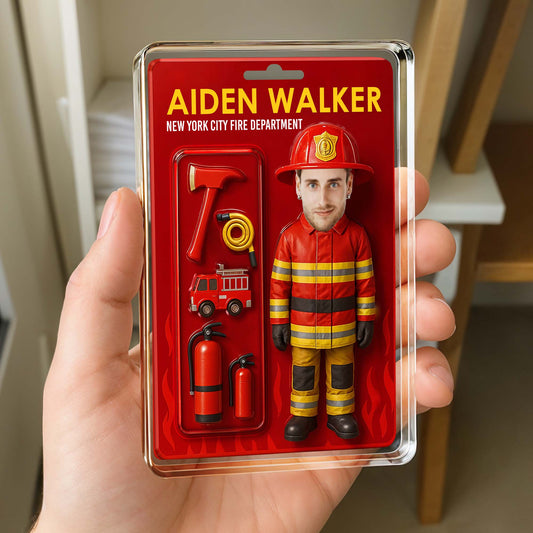 AIDEN WALKER
NEW YORK CITY FIRE DEPARTMENT